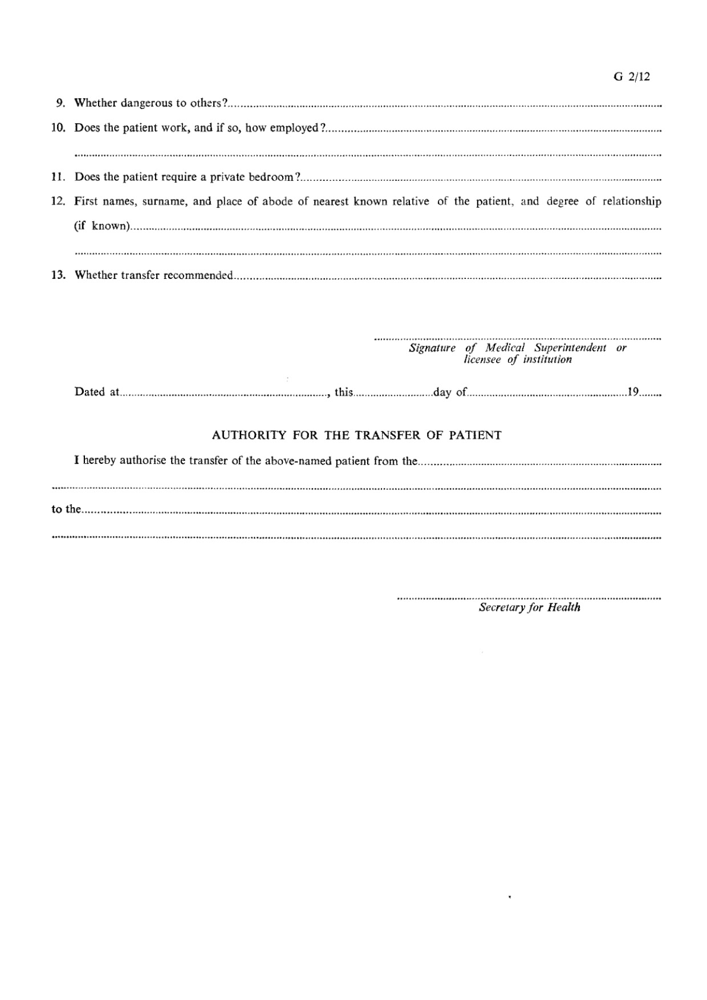 G 2/12
9. Whether dangerous to others?
10. Does the patient work, and if so, how employed?
11. Does the patient require a private bedroom?
12. First names, surname, and place of abode of nearest known relative of the patient, and degree of relationship
(if known)
13. Whether transfer recommended
Signature of Medical Superintendent or
licensee of institution
Dated at, this day of 19
AUTHORITY FOR THE TRANSFER OF PATIENT
I hereby authorise the transfer of the above-named patient from the
to the
Secretary for Health